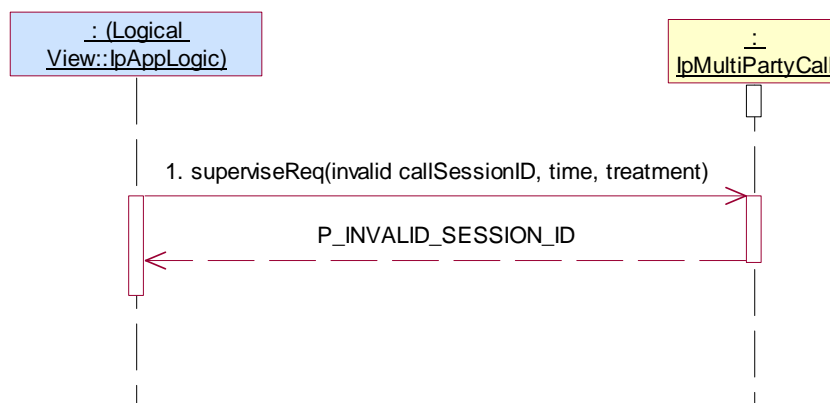 : (Logical
View::IpAppLogic)
:
IpMultiPartyCall
1. superviseReq(invalid callSessionID, time, treatment)
P_INVALID_SESSION_ID